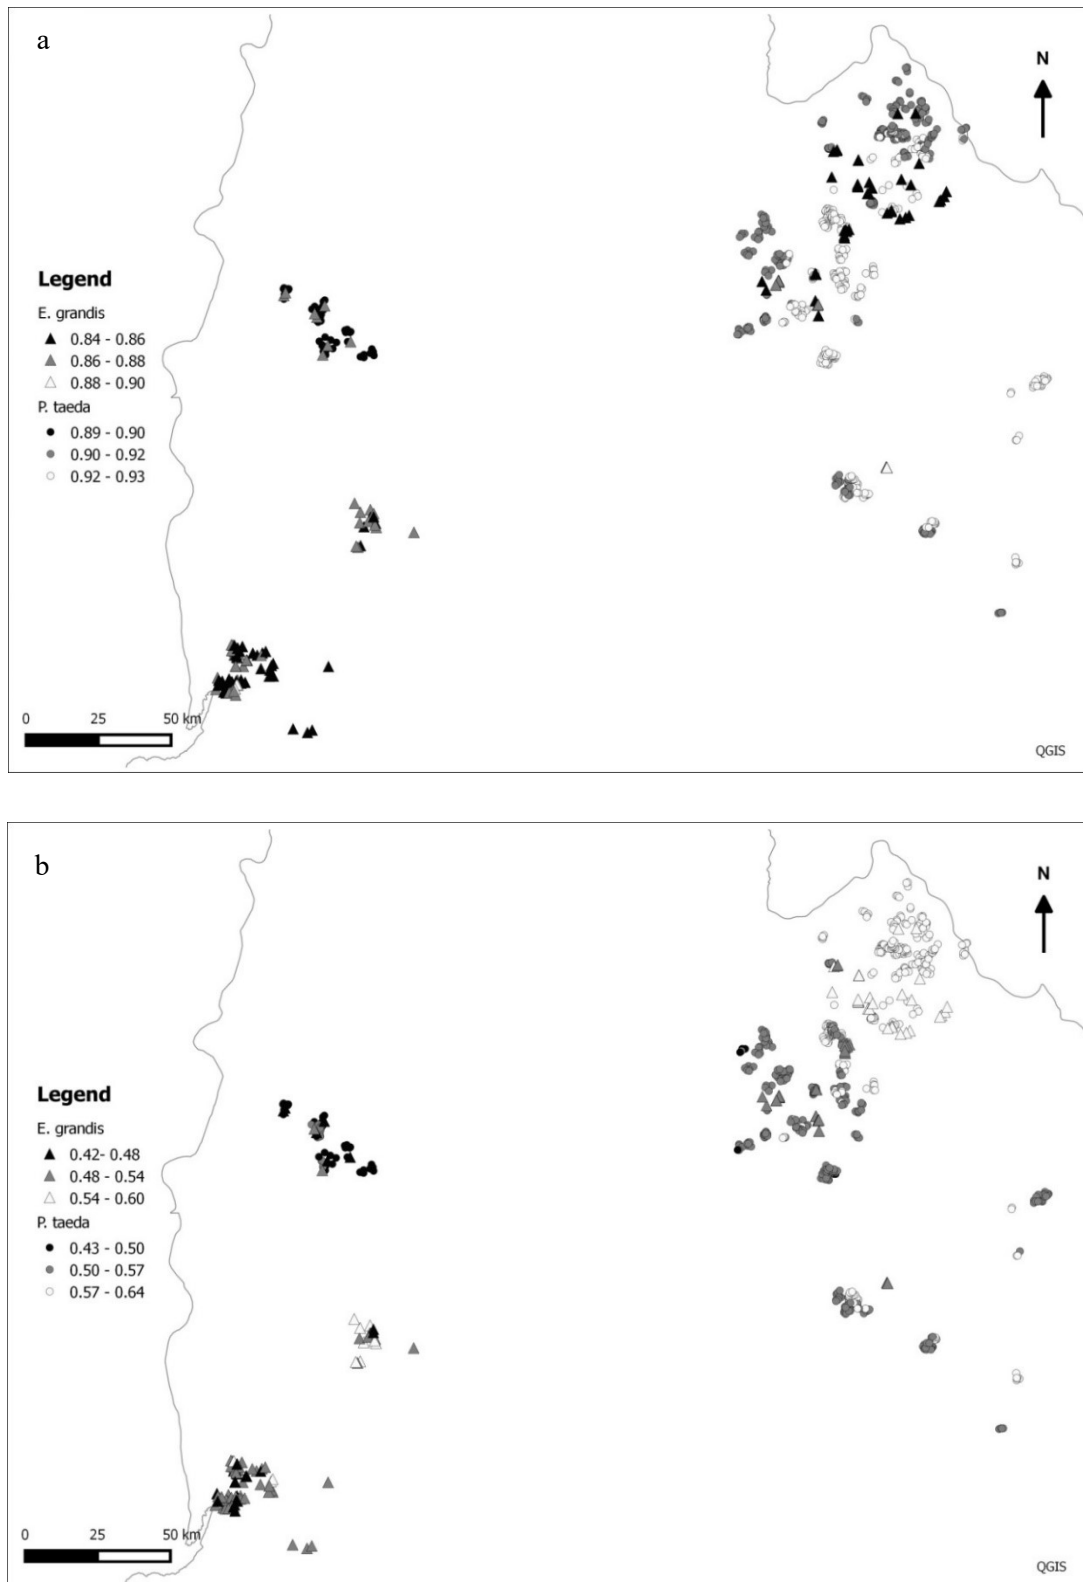 a
N
Legend
E. grandis
0.84 - 0.86
0.86 - 0.88
0.88 - 0.90
P. taeda
0.89 - 0.90
0.90 - 0.92
0.92 - 0.93
0 25 50 km
QGIS
b
N
Legend
E. grandis
0.42- 0.48
0.48 - 0.54
0.54 - 0.60
P. taeda
0.43 - 0.50
0.50 - 0.57
0.57 - 0.64
0 25 50 km
QGIS